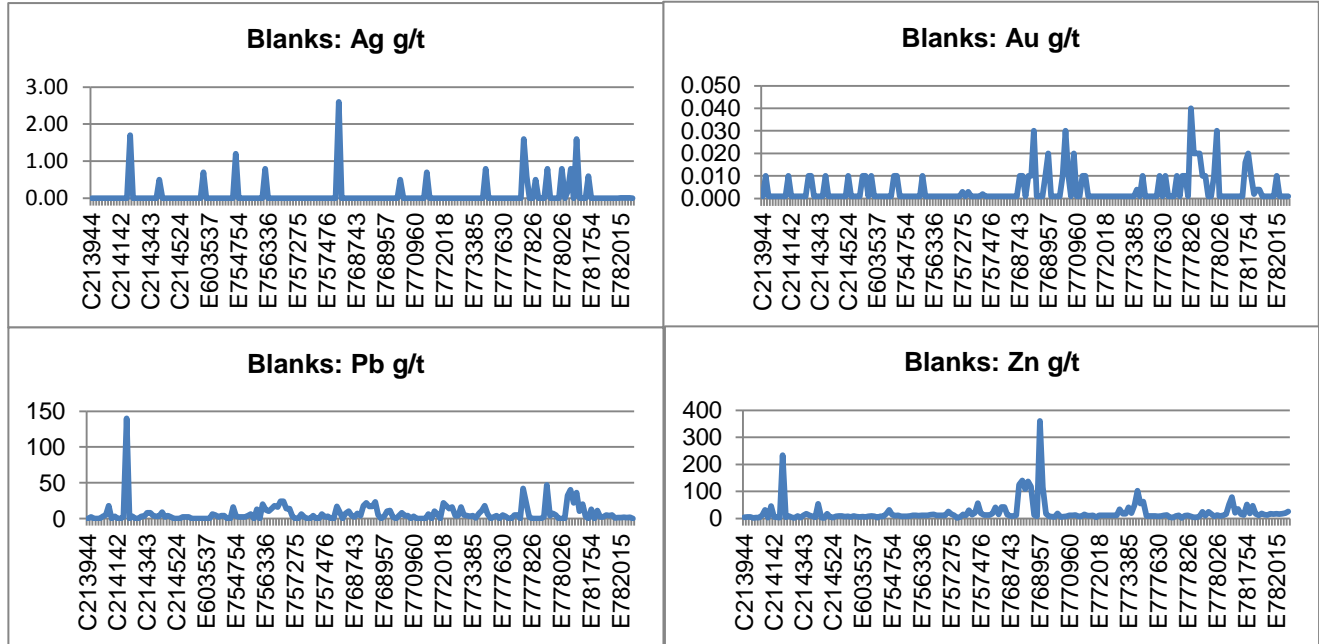 Blanks: Ag g/t
3.00
2.00
1.00
0.00
C213944
C214142
C214343
C214524
E603537
E754754
E756336
E757275
E757476
E768743
E768957
E770960
E772018
E773385
E777630
E777826
E778026
E781754
E782015
Blanks: Au g/t
0.050
0.040
0.030
0.020
0.010
0.000
C213944
C214142
C214343
C214524
E603537
E754754
E756336
E757275
E757476
E768743
E768957
E770960
E772018
E773385
E777630
E777826
E778026
E781754
E782015
Blanks: Pb g/t
150
100
50
0
C213944
C214142
C214343
C214524
E603537
E754754
E756336
E757275
E757476
E768743
E768957
E770960
E772018
E773385
E777630
E777826
E778026
E781754
E782015
Blanks: Zn g/t
400
300
200
100
0
C213944
C214142
C214343
C214524
E603537
E754754
E756336
E757275
E757476
E768743
E768957
E770960
E772018
E773385
E777630
E777826
E778026
E781754
E782015